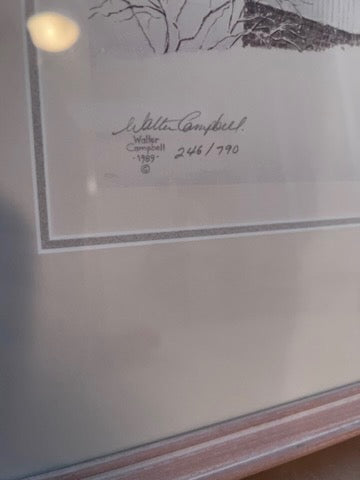 Walter Campbell.
Walter
Campbell
-1989-
©
246/790